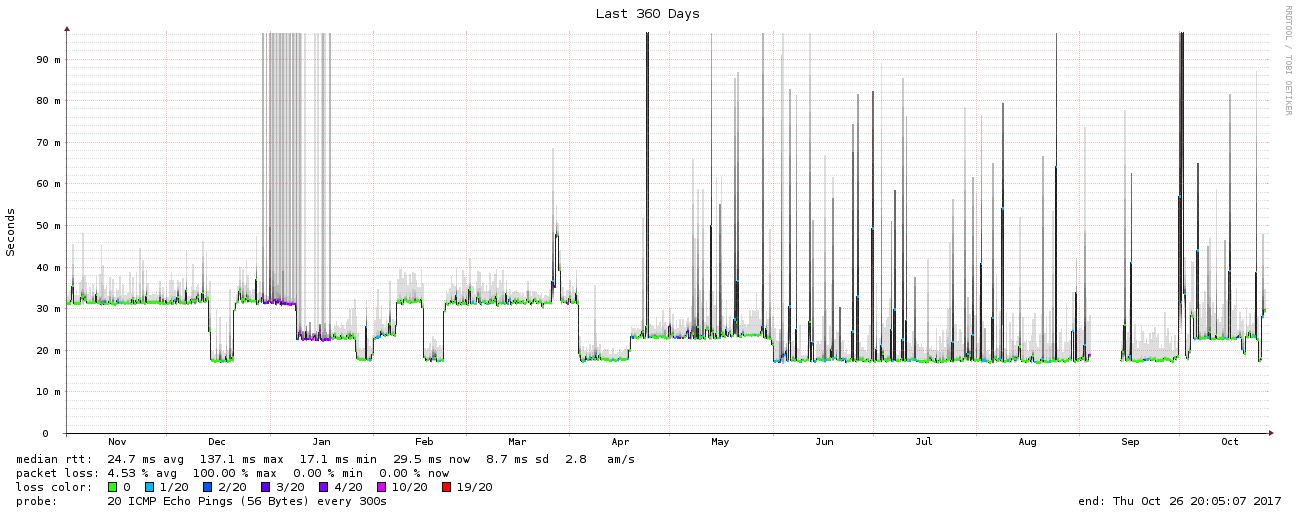 Last 360 Days
RRDTOOL / TOBI OETIKER
Seconds
90 m
80 m
70 m
60 m
50 m
40 m
30 m
20 m
10 m
0
Nov Dec Jan Feb Mar Apr May Jun Jul Aug Sep Oct
median rtt: 24.7 ms avg 137.1 ms max 17.1 ms min 29.5 ms now 8.7 ms sd 2.8 am/s
packet loss: 4.53 % avg 100.00 % max 0.00 % min 0.00 % now
loss color: 0 1/20 2/20 3/20 4/20 10/20 19/20
probe: 20 ICMP Echo Pings (56 Bytes) every 300s end: Thu Oct 26 20:05:07 2017